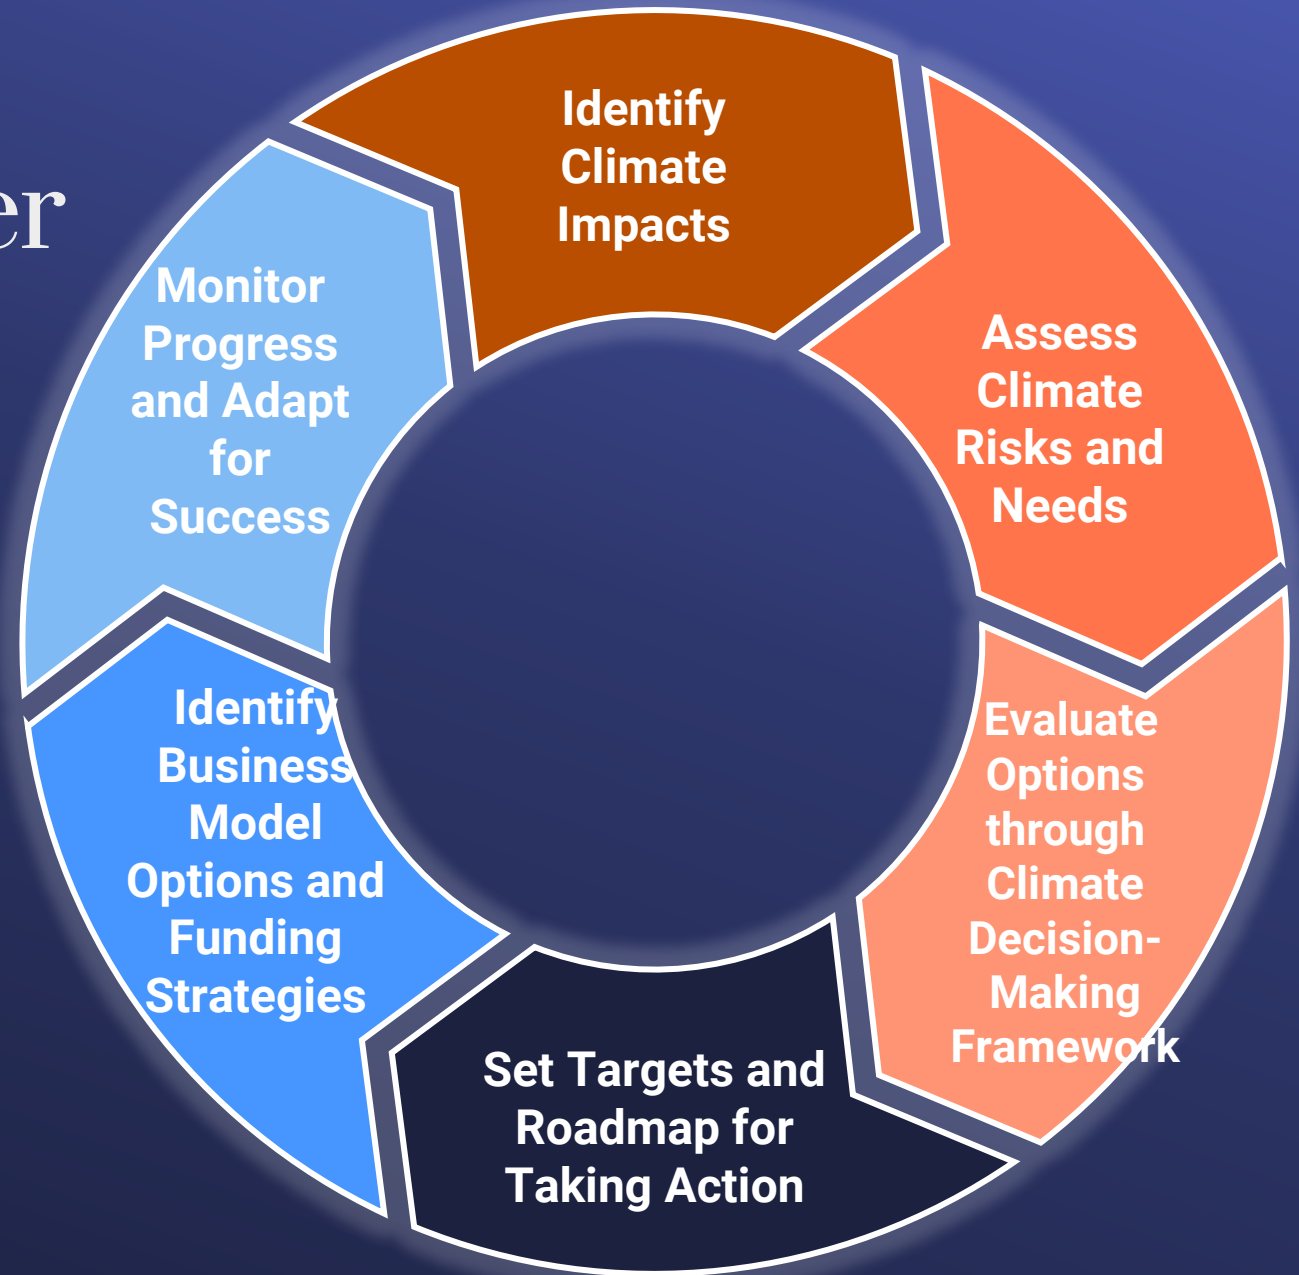 er
Identify
Climate
Impacts
Assess
Climate
Risks and
Needs
Evaluate
Options
through
Climate
Decision-
Making
Framework
Set Targets and
Roadmap for
Taking Action
Identify
Business
Model
Options and
Funding
Strategies
Monitor
Progress
and Adapt
for
Success